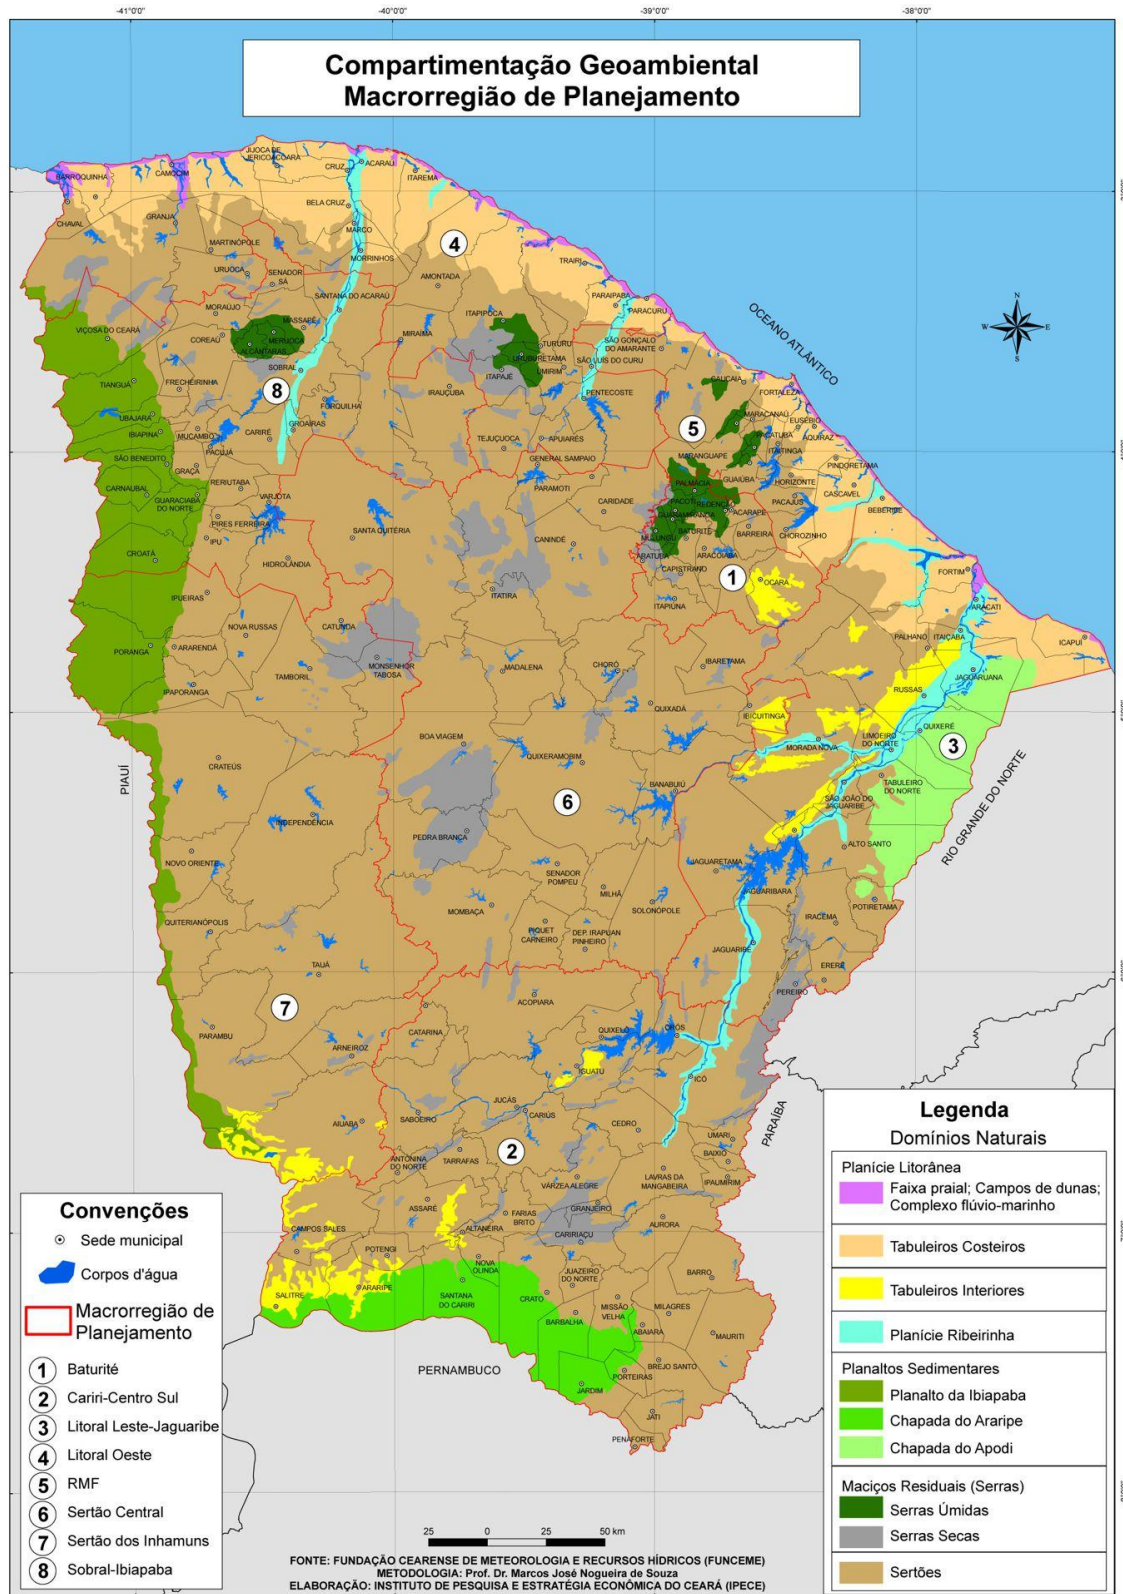 -41°0'0"
-40°0'0"
-39°0'0"
-38°0'0"
Compartimentação Geoambiental
Macrorregião de Planejamento
JIJOCA DE
JERICOACOARA
CRUZ
ACARAÚ
BARROQUINHA
CAMOCIM
ITAREMA
CHAVAL
GRANJA
BELA CRUZ
MARCO
MARTINÓPOLE
MORRINHOS
4
TRAIRI
URUOCA
SENADOR
SÁ
AMONTADA
SANTANA DO ACARAÚ
PARAIPABA
PARACURU
MORAÚJO
MASSAPÊ
ITAPIPOCA
OCEANO ATLÂNTICO
N
W
E
S
VIÇOSA DO CEARÁ
COREAÚ
MERUOCA
ALCÂNTARAS
MIRAÍMA
TURURU
URUBURETAMA
UMIRIM
SÃO GONÇALO
DO AMARANTE
SÃO LUÍS DO CURU
TIANGUÁ
FRECHEIRINHA
SOBRAL
8
ITAPAJÉ
IRAUÇUBA
PENTECOSTE
CAUCAIA
FORTALEZA
FORQUILHA
MARACANAÚ
EUSÉBIO
UBAJARA
IBIAPINA
MUCAMBO
CARIRÉ
GROAÍRAS
5
PACATUBA
AQUIRAZ
ITAITINGA
PACUJÁ
TEJUÇUOCA
APUIARÉS
MARANGUAPE
SÃO BENEDITO
GRAÇA
GENERAL SAMPAIO
GUAIÚBA
PINDORETAMA
CARNAUBAL
RERIUTABA
PARAMOTI
PALMÁCIA
HORIZONTE
CASCAVEL
GUARACIABA
DO NORTE
VARJOTA
CARIDADE
PACOTI
REDENÇÃO
PACAJUS
GUARAMIRANGA
ACARAPE
BEBERIBE
PIRES FERREIRA
IPU
SANTA QUITÉRIA
CANINDÉ
MULUNGU
BATURITÉ
BARREIRA
CHOROZINHO
CROATÁ
HIDROLÂNDIA
ARATUBA
ARACOIABA
CAPISTRANO
1
OCARA
FORTIM
IPUEIRAS
ITATIRA
ITAPIÚNA
ARACATI
NOVA RUSSAS
CATUNDA
PALHANO
ITAIÇABA
ICAPUÍ
PORANGA
ARARENDÁ
MONSENHOR
TABOSA
MADALENA
CHORÓ
IBARETAMA
IPAPORANGA
TAMBORIL
JAGUARUANA
RUSSAS
QUIXADÁ
IBICUITINGA
QUIXERÉ
BOA VIAGEM
MORADA NOVA
LIMOEIRO
DO NORTE
3
PIAUÍ
CRATEÚS
QUIXERAMOBIM
BANABUIÚ
TABULEIRO
DO NORTE
6
SÃO JOÃO DO
JAGUARIBE
INDEPENDÊNCIA
RIO GRANDE DO NORTE
PEDRA BRANCA
ALTO SANTO
NOVO ORIENTE
SENADOR
POMPEU
JAGUARETAMA
MILHÃ
JAGUARIBARA
MOMBAÇA
SOLONÓPOLE
POTIRETAMA
QUITERIANÓPOLIS
PIQUET
CARNEIRO
DEP. IRAPUAN
PINHEIRO
IRACEMA
JAGUARIBE
TAUÁ
ERERÊ
PEREIRO
7
ACOPIARA
PARAMBU
CATARINA
QUIXELÔ
ORÓS
ARNEIROZ
IGUATU
ICÓ
JUCÁS
SABOEIRO
CARIÚS
AIUABA
CEDRO
UMARI
PARAÍBA
2
BAIXIO
ANTONINA
DO NORTE
TARRAFAS
VÁRZEA ALEGRE
LAVRAS DA
MANGABEIRA
IPAUMIRIM
ASSARÉ
GRANJEIRO
FARIAS
BRITO
AURORA
CAMPOS SALES
ALTANEIRA
CARIRIAÇU
POTENGI
NOVA
OLINDA
JUAZEIRO
DO NORTE
BARRO
SALITRE
ARARIPE
SANTANA
DO CARIRI
CRATO
MISSÃO
VELHA
MILAGRES
BARBALHA
ABAIARA
MAURITI
PERNAMBUCO
BREJO SANTO
PORTEIRAS
JARDIM
JATI
PENAFORTE
Convenções
Sede municipal
Corpos d'água
Macrorregião de
Planejamento
1 Baturité
2 Cariri-Centro Sul
3 Litoral Leste-Jaguaribe
4 Litoral Oeste
5 RMF
6 Sertão Central
7 Sertão dos Inhamuns
8 Sobral-Ibiapaba
Legenda
Domínios Naturais
Planície Litorânea
Faixa praial; Campos de dunas;
Complexo flúvio-marinho
Tabuleiros Costeiros
Tabuleiros Interiores
Planície Ribeirinha
Planaltos Sedimentares
Planalto da Ibiapaba
Chapada do Araripe
Chapada do Apodi
Maciços Residuais (Serras)
Serras Úmidas
Serras Secas
Sertões
25 0 25 50 km
FONTE: FUNDAÇÃO CEARENSE DE METEOROLOGIA E RECURSOS HÍDRICOS (FUNCEME)
METODOLOGIA: Prof. Dr. Marcos José Nogueira de Souza
ELABORAÇÃO: INSTITUTO DE PESQUISA E ESTRATÉGIA ECONÔMICA DO CEARÁ (IPECE)